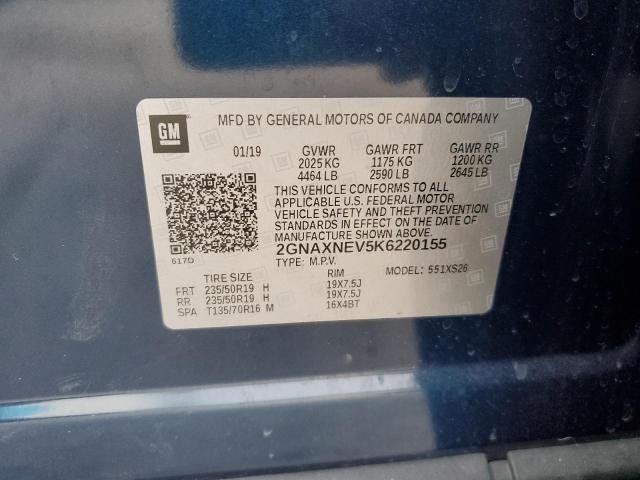 GM
MFD BY GENERAL MOTORS OF CANADA COMPANY
01/19 GVWR GAWR FRT GAWR RR
2025 KG 1175 KG 1200 KG
4464 LB 2590 LB 2645 LB
THIS VEHICLE CONFORMS TO ALL
APPLICABLE U.S. FEDERAL MOTOR
VEHICLE SAFETY AND THEFT PREVENTION
STANDARDS IN EFFECT ON THE DATE OF
MANUFACTURE SHOWN ABOVE.
2GNAXNEV5K6220155
617D
TYPE: M.P.V. MODEL: 551XS26
TIRE SIZE RIM
FRT 235/50R19 H 19X7.5J
RR 235/50R19 H 19X7.5J
SPA T135/70R16 M 16X4BT